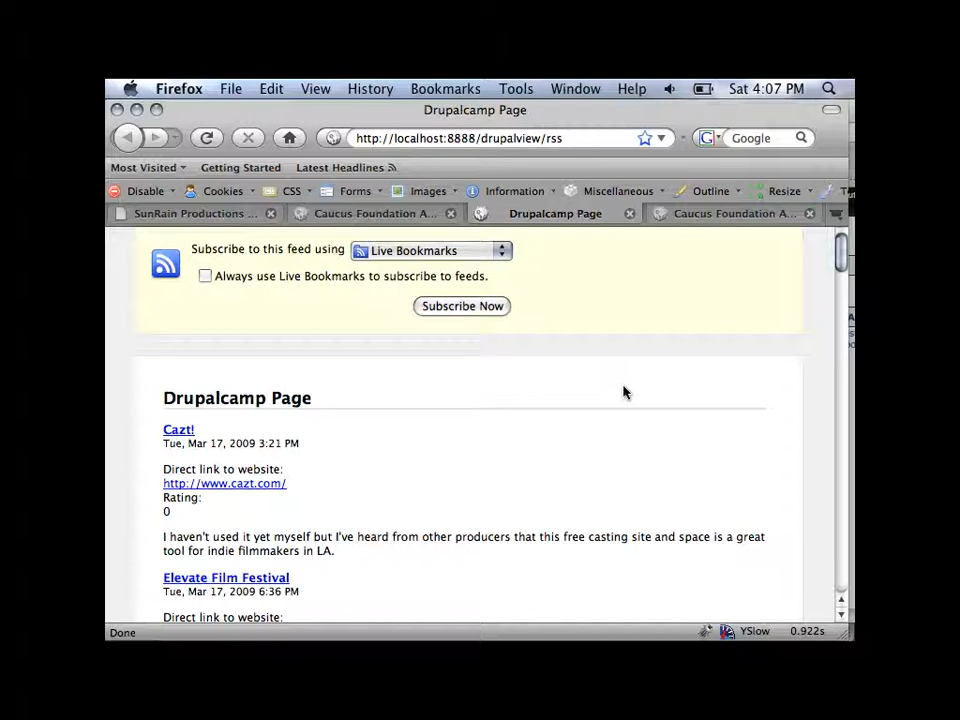 Firefox File Edit View History Bookmarks Tools Window Help Sat 4:07 PM
Drupalcamp Page
http://localhost:8888/drupalview/rss
Google
Most Visited Getting Started Latest Headlines
Disable Cookies CSS Forms Images Information Miscellaneous Outline Resize
SunRain Productions ... Caucus Foundation A... Drupalcamp Page Caucus Foundation A...
Subscribe to this feed using Live Bookmarks
Always use Live Bookmarks to subscribe to feeds.
Subscribe Now
Drupalcamp Page
Cazt!
Tue, Mar 17, 2009 3:21 PM
Direct link to website:
http://www.cazt.com/
Rating:
0
I haven't used it yet myself but I've heard from other producers that this free casting site and space is a great
tool for indie filmmakers in LA.
Elevate Film Festival
Tue, Mar 17, 2009 6:36 PM
Direct link to website:
Done YSlow 0.922s